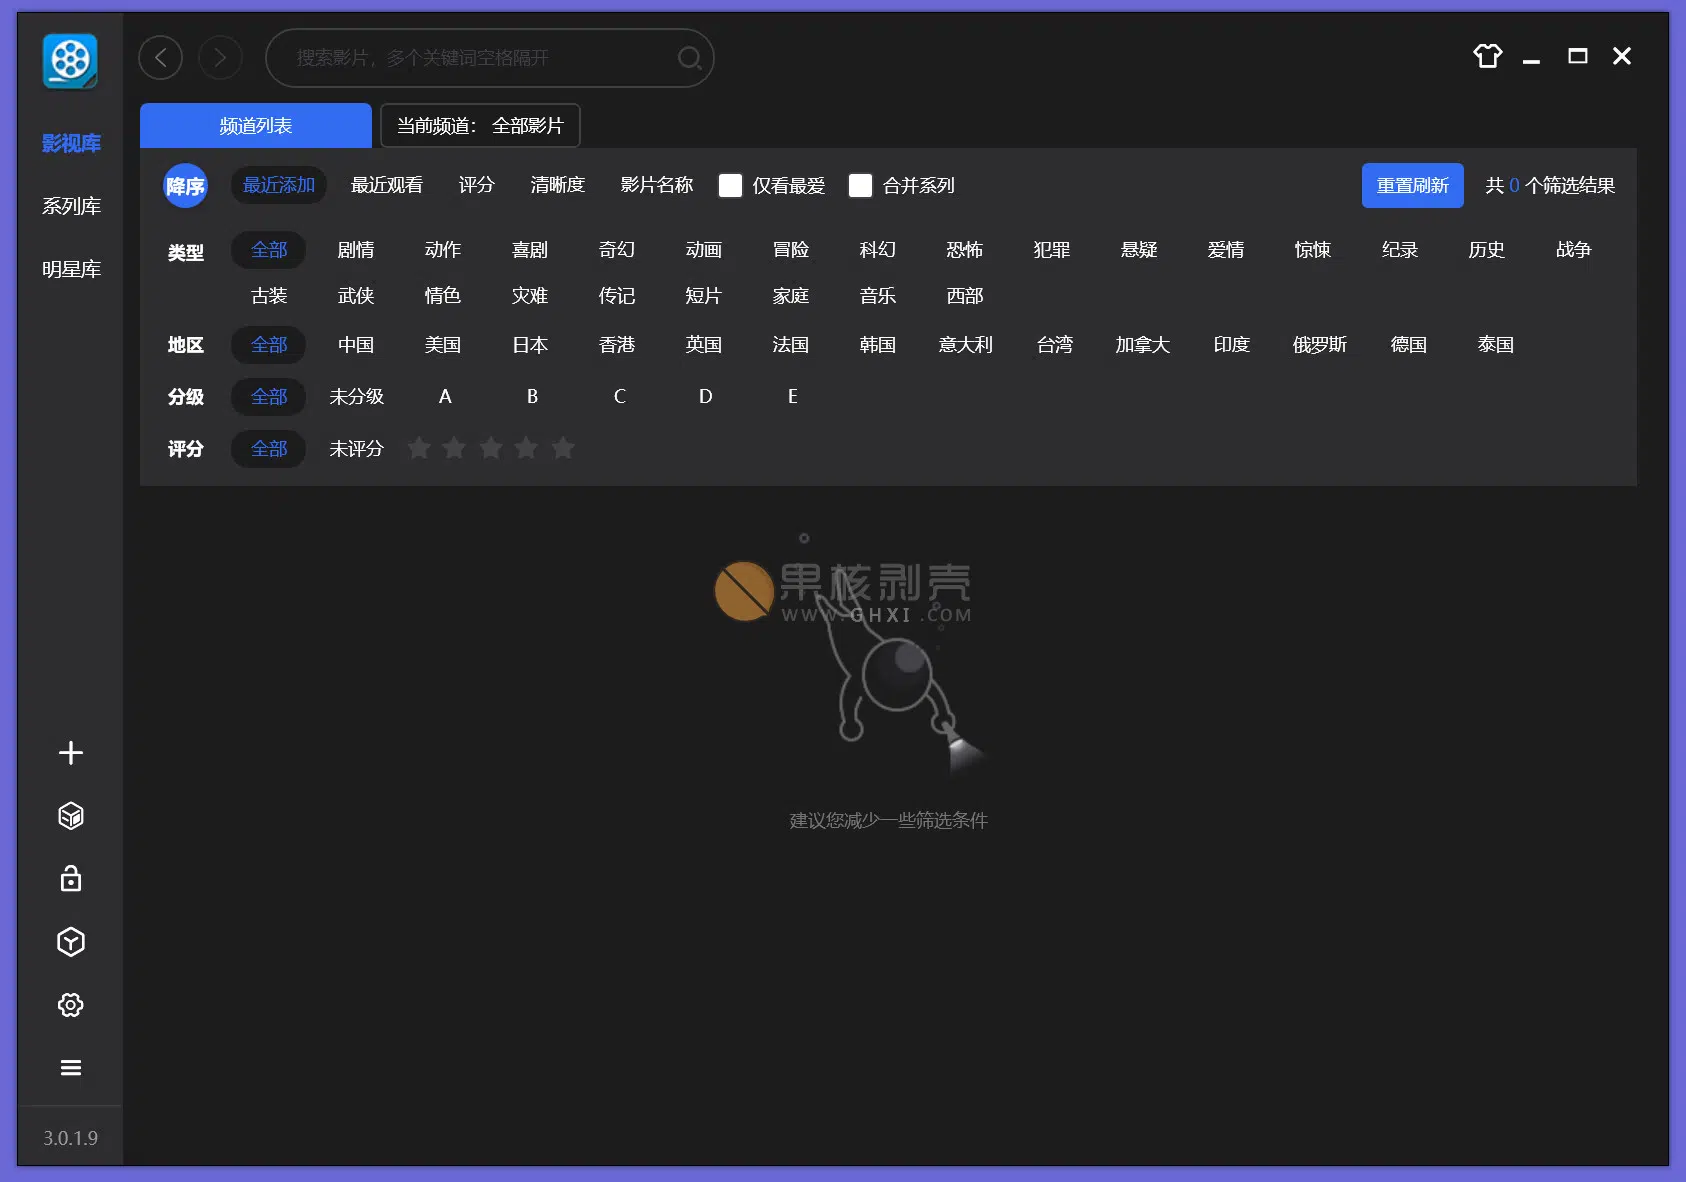 搜索影片，多个关键词空格隔开
影视库
系列库
明星库
频道列表 当前频道： 全部影片
降序 最近添加 最近观看 评分 清晰度 影片名称 仅看最爱 合并系列 重置刷新 共 0 个筛选结果
类型 全部 剧情 动作 喜剧 奇幻 动画 冒险 科幻 恐怖 犯罪 悬疑 爱情 惊悚 纪录 历史 战争
古装 武侠 情色 灾难 传记 短片 家庭 音乐 西部
地区 全部 中国 美国 日本 香港 英国 法国 韩国 意大利 台湾 加拿大 印度 俄罗斯 德国 泰国
分级 全部 未分级 A B C D E
评分 全部 未评分
果核剥壳
WWW.GHXI.COM
建议您减少一些筛选条件
3.0.1.9